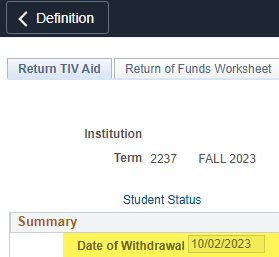 Definition
Return TIV Aid Return of Funds Worksheet
Institution
Term 2237 FALL 2023
Student Status
Summary
Date of Withdrawal 10/02/2023